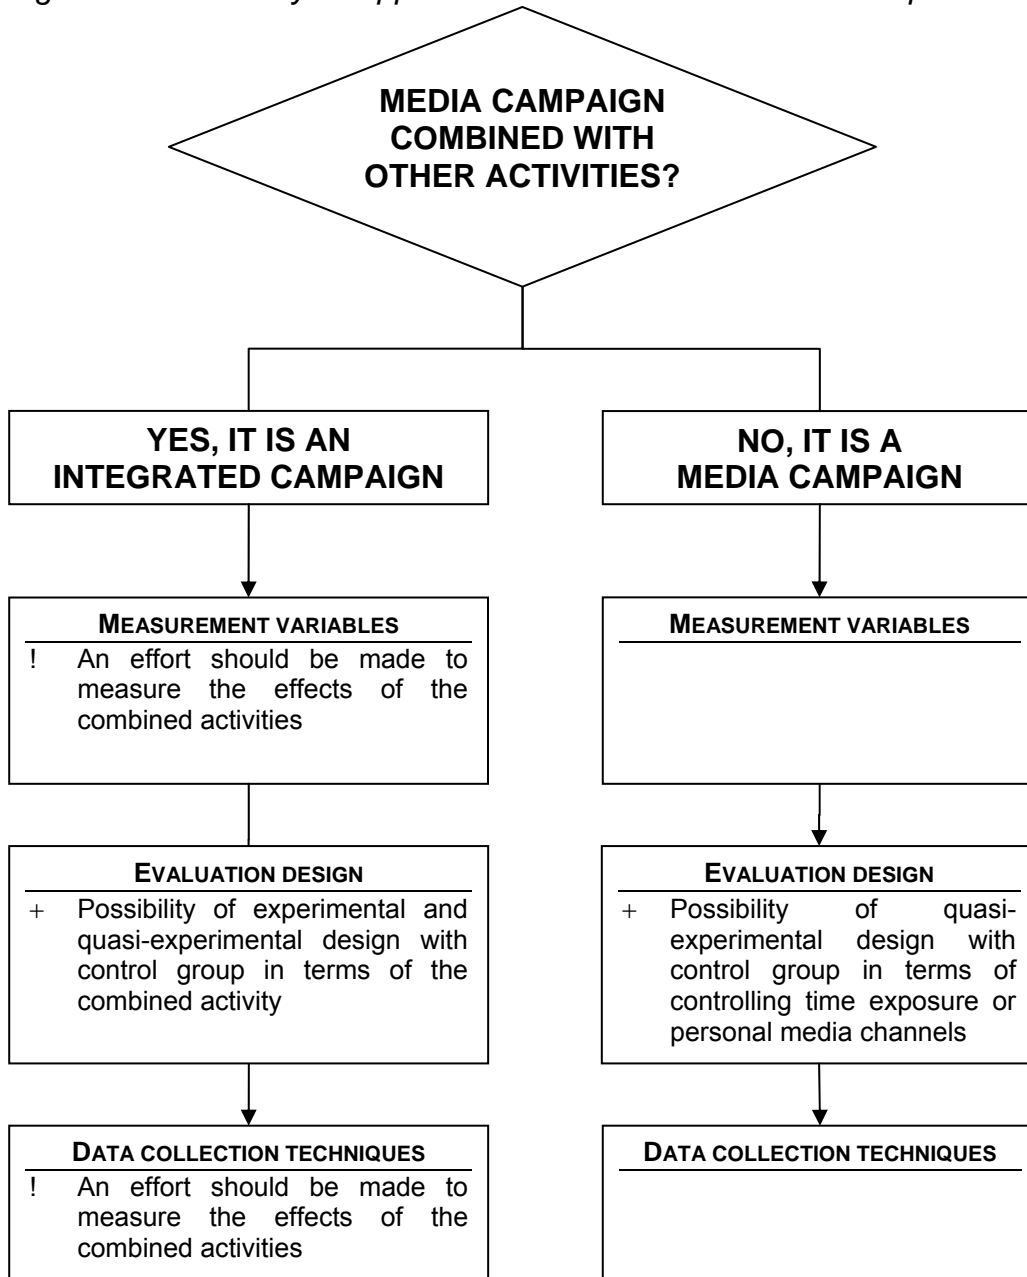 MEDIA CAMPAIGN
COMBINED WITH
OTHER ACTIVITIES?
YES, IT IS AN
INTEGRATED CAMPAIGN
NO, IT IS A
MEDIA CAMPAIGN
MEASUREMENT VARIABLES
! An effort should be made to
measure the effects of the
combined activities
MEASUREMENT VARIABLES
EVALUATION DESIGN
+ Possibility of experimental and
quasi-experimental design with
control group in terms of the
combined activity
EVALUATION DESIGN
+ Possibility of quasi-
experimental design with
control group in terms of
controlling time exposure or
personal media channels
DATA COLLECTION TECHNIQUES
! An effort should be made to
measure the effects of the
combined activities
DATA COLLECTION TECHNIQUES